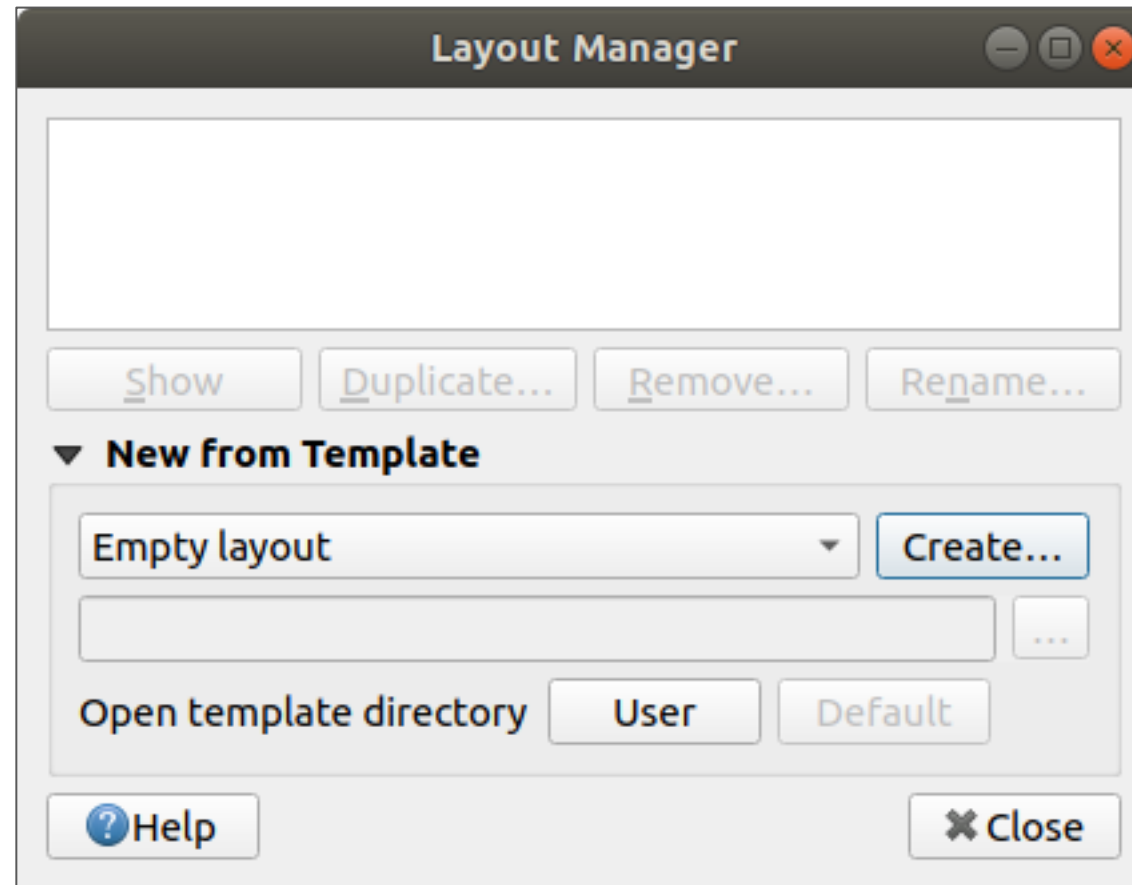 Layout Manager
Show Duplicate... Remove... Rename...
New from Template
Empty layout Create...
...
Open template directory User Default
Help Close